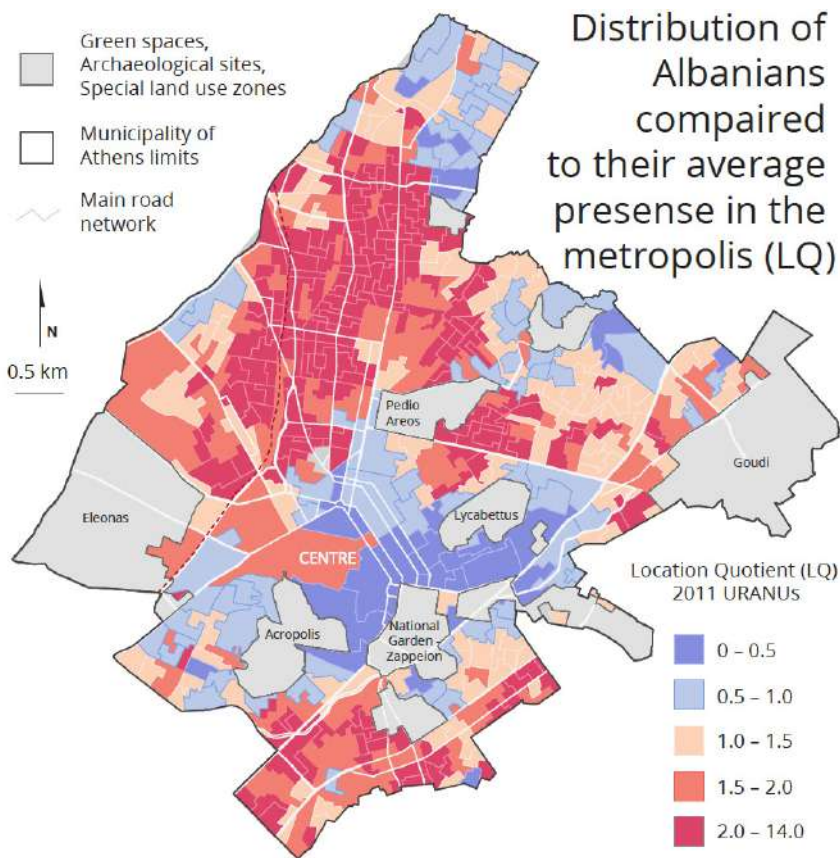 Green spaces,
Archaeological sites,
Special land use zones
Municipality of
Athens limits
Main road
network
N
0.5 km
Distribution of
Albanians
compaired
to their average
presense in the
metropolis (LQ)
Pedio
Areos
Goudi
Eleonas
Lycabettus
CENTRE
Acropolis
National
Garden -
Zappeion
Location Quotient (LQ)
2011 URANUs
0 – 0.5
0.5 – 1.0
1.0 – 1.5
1.5 – 2.0
2.0 – 14.0